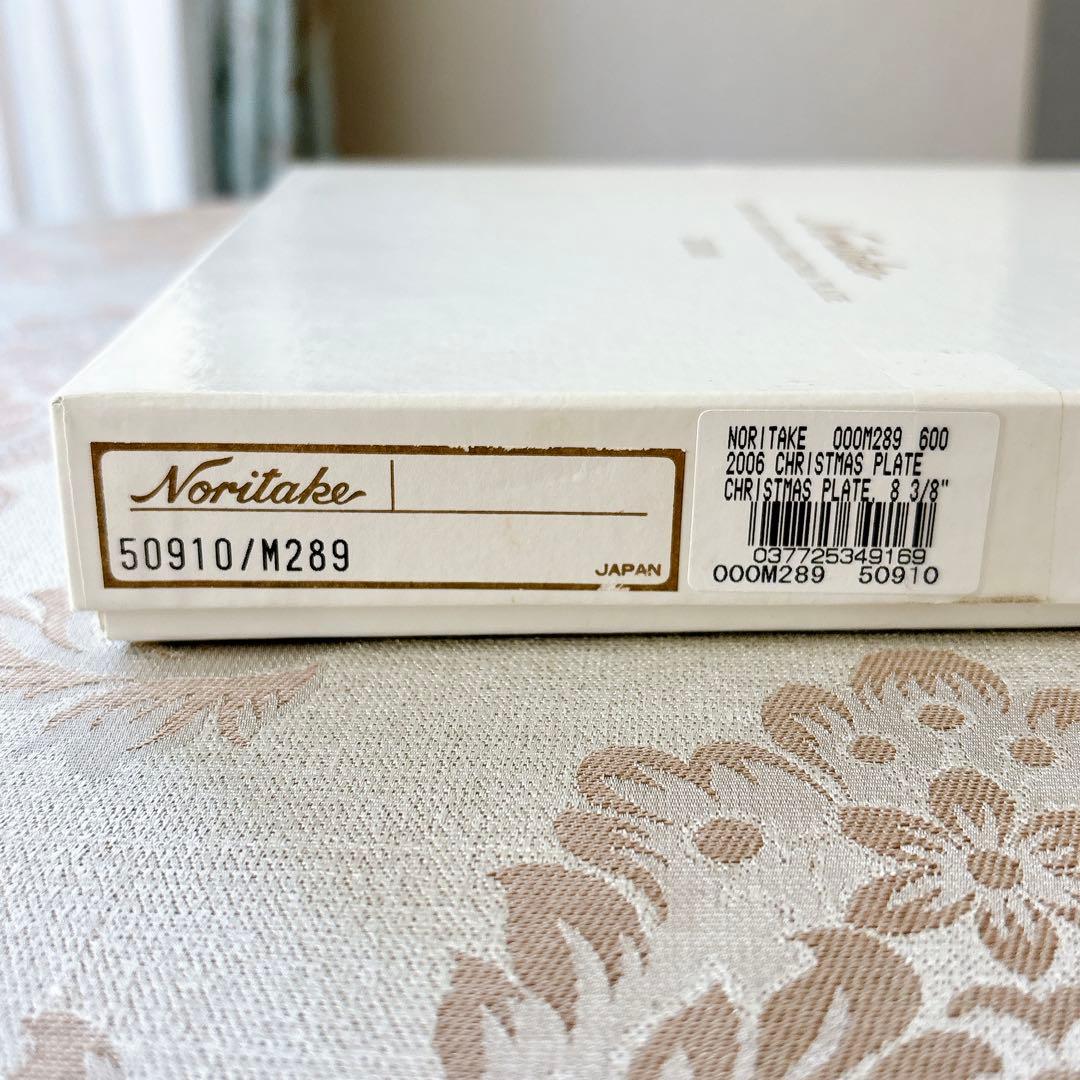 Noritake
50910/M289
JAPAN
NORITAKE 000M289 600
2006 CHRISTMAS PLATE
CHRISTMAS PLATE, 8 3/8"
037725349169
000M289 50910